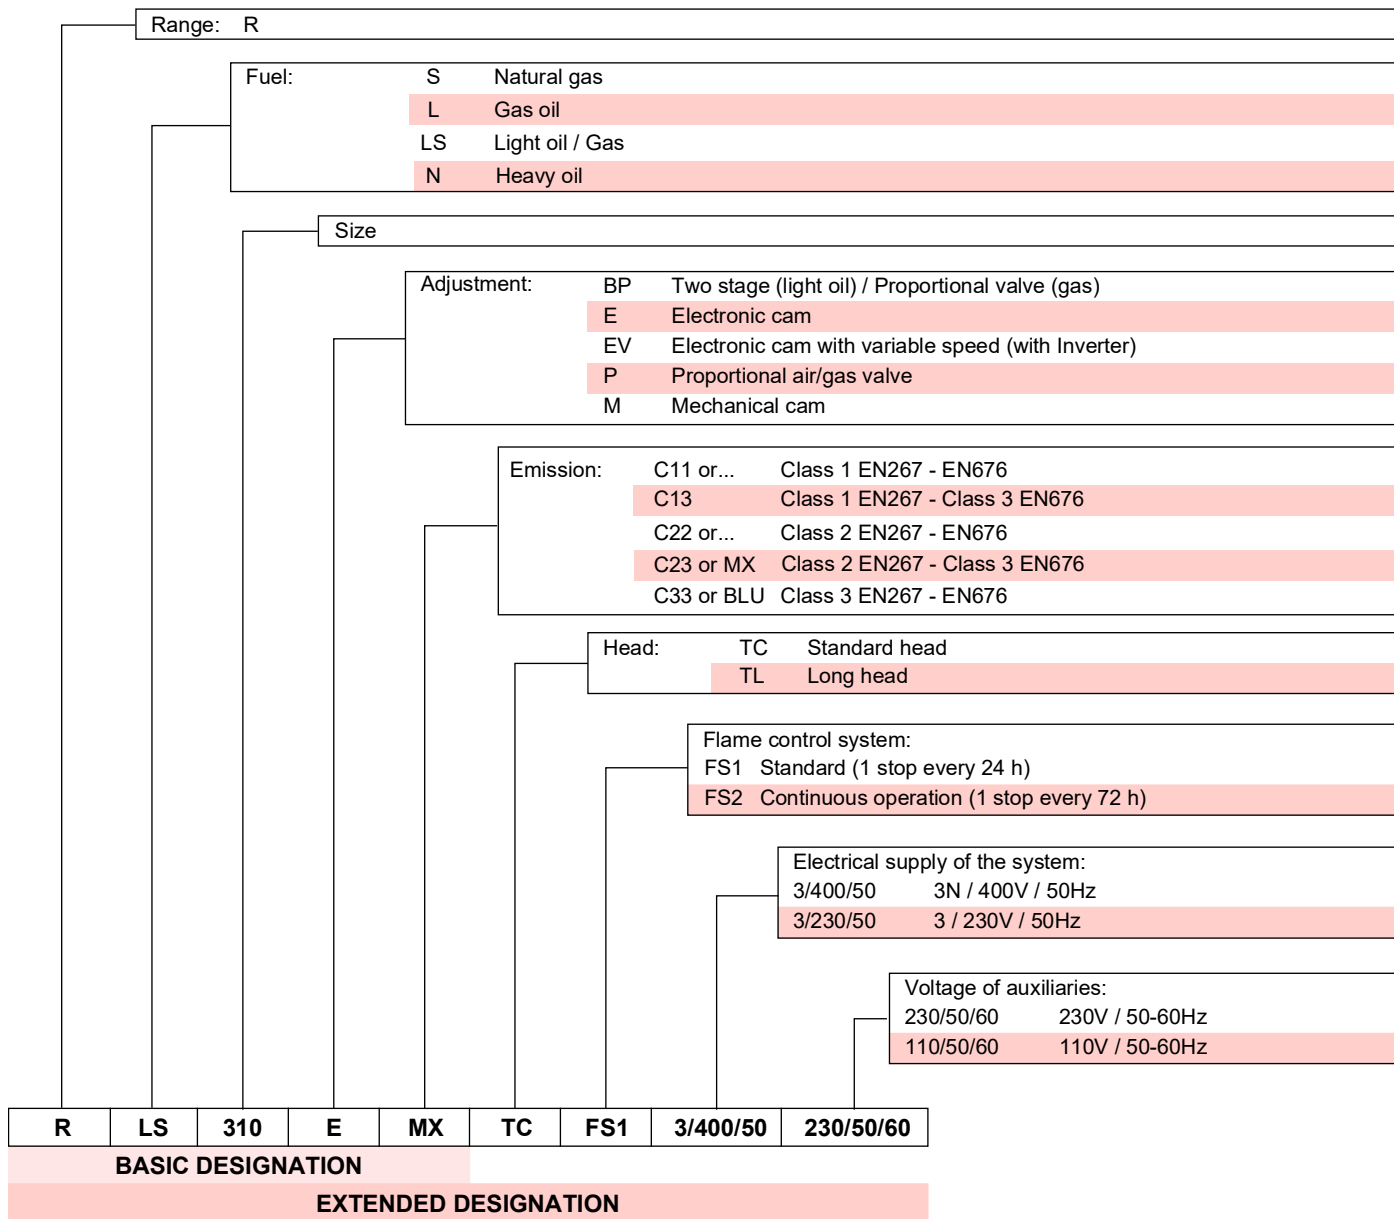 Range: R
Fuel: S Natural gas
L Gas oil
LS Light oil / Gas
N Heavy oil
Size
Adjustment: BP Two stage (light oil) / Proportional valve (gas)
E Electronic cam
EV Electronic cam with variable speed (with Inverter)
P Proportional air/gas valve
M Mechanical cam
Emission: C11 or... Class 1 EN267 - EN676
C13 Class 1 EN267 - Class 3 EN676
C22 or... Class 2 EN267 - EN676
C23 or MX Class 2 EN267 - Class 3 EN676
C33 or BLU Class 3 EN267 - EN676
Head: TC Standard head
TL Long head
Flame control system:
FS1 Standard (1 stop every 24 h)
FS2 Continuous operation (1 stop every 72 h)
Electrical supply of the system:
3/400/50 3N / 400V / 50Hz
3/230/50 3 / 230V / 50Hz
Voltage of auxiliaries:
230/50/60 230V / 50-60Hz
110/50/60 110V / 50-60Hz
R LS 310 E MX TC FS1 3/400/50 230/50/60
BASIC DESIGNATION
EXTENDED DESIGNATION